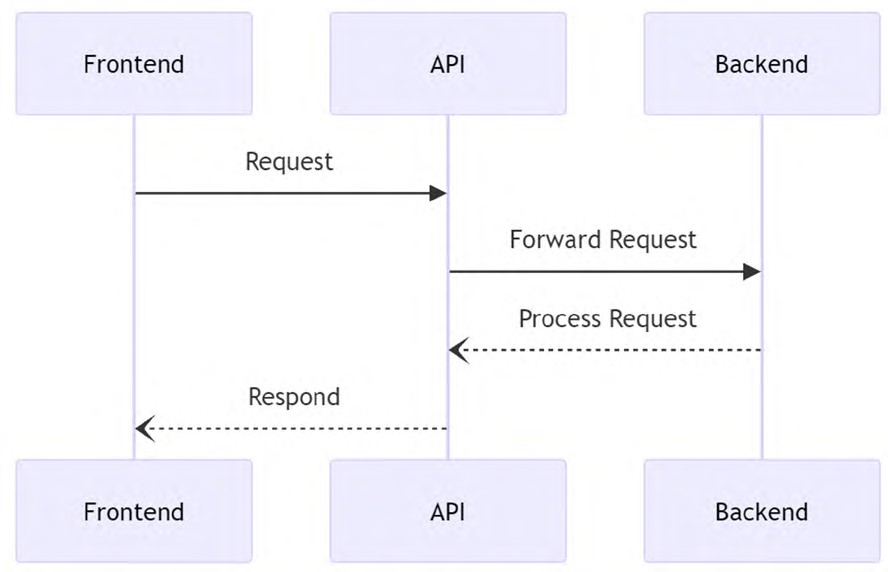 Frontend
API
Backend
Request
Forward Request
Process Request
Respond
Frontend
API
Backend